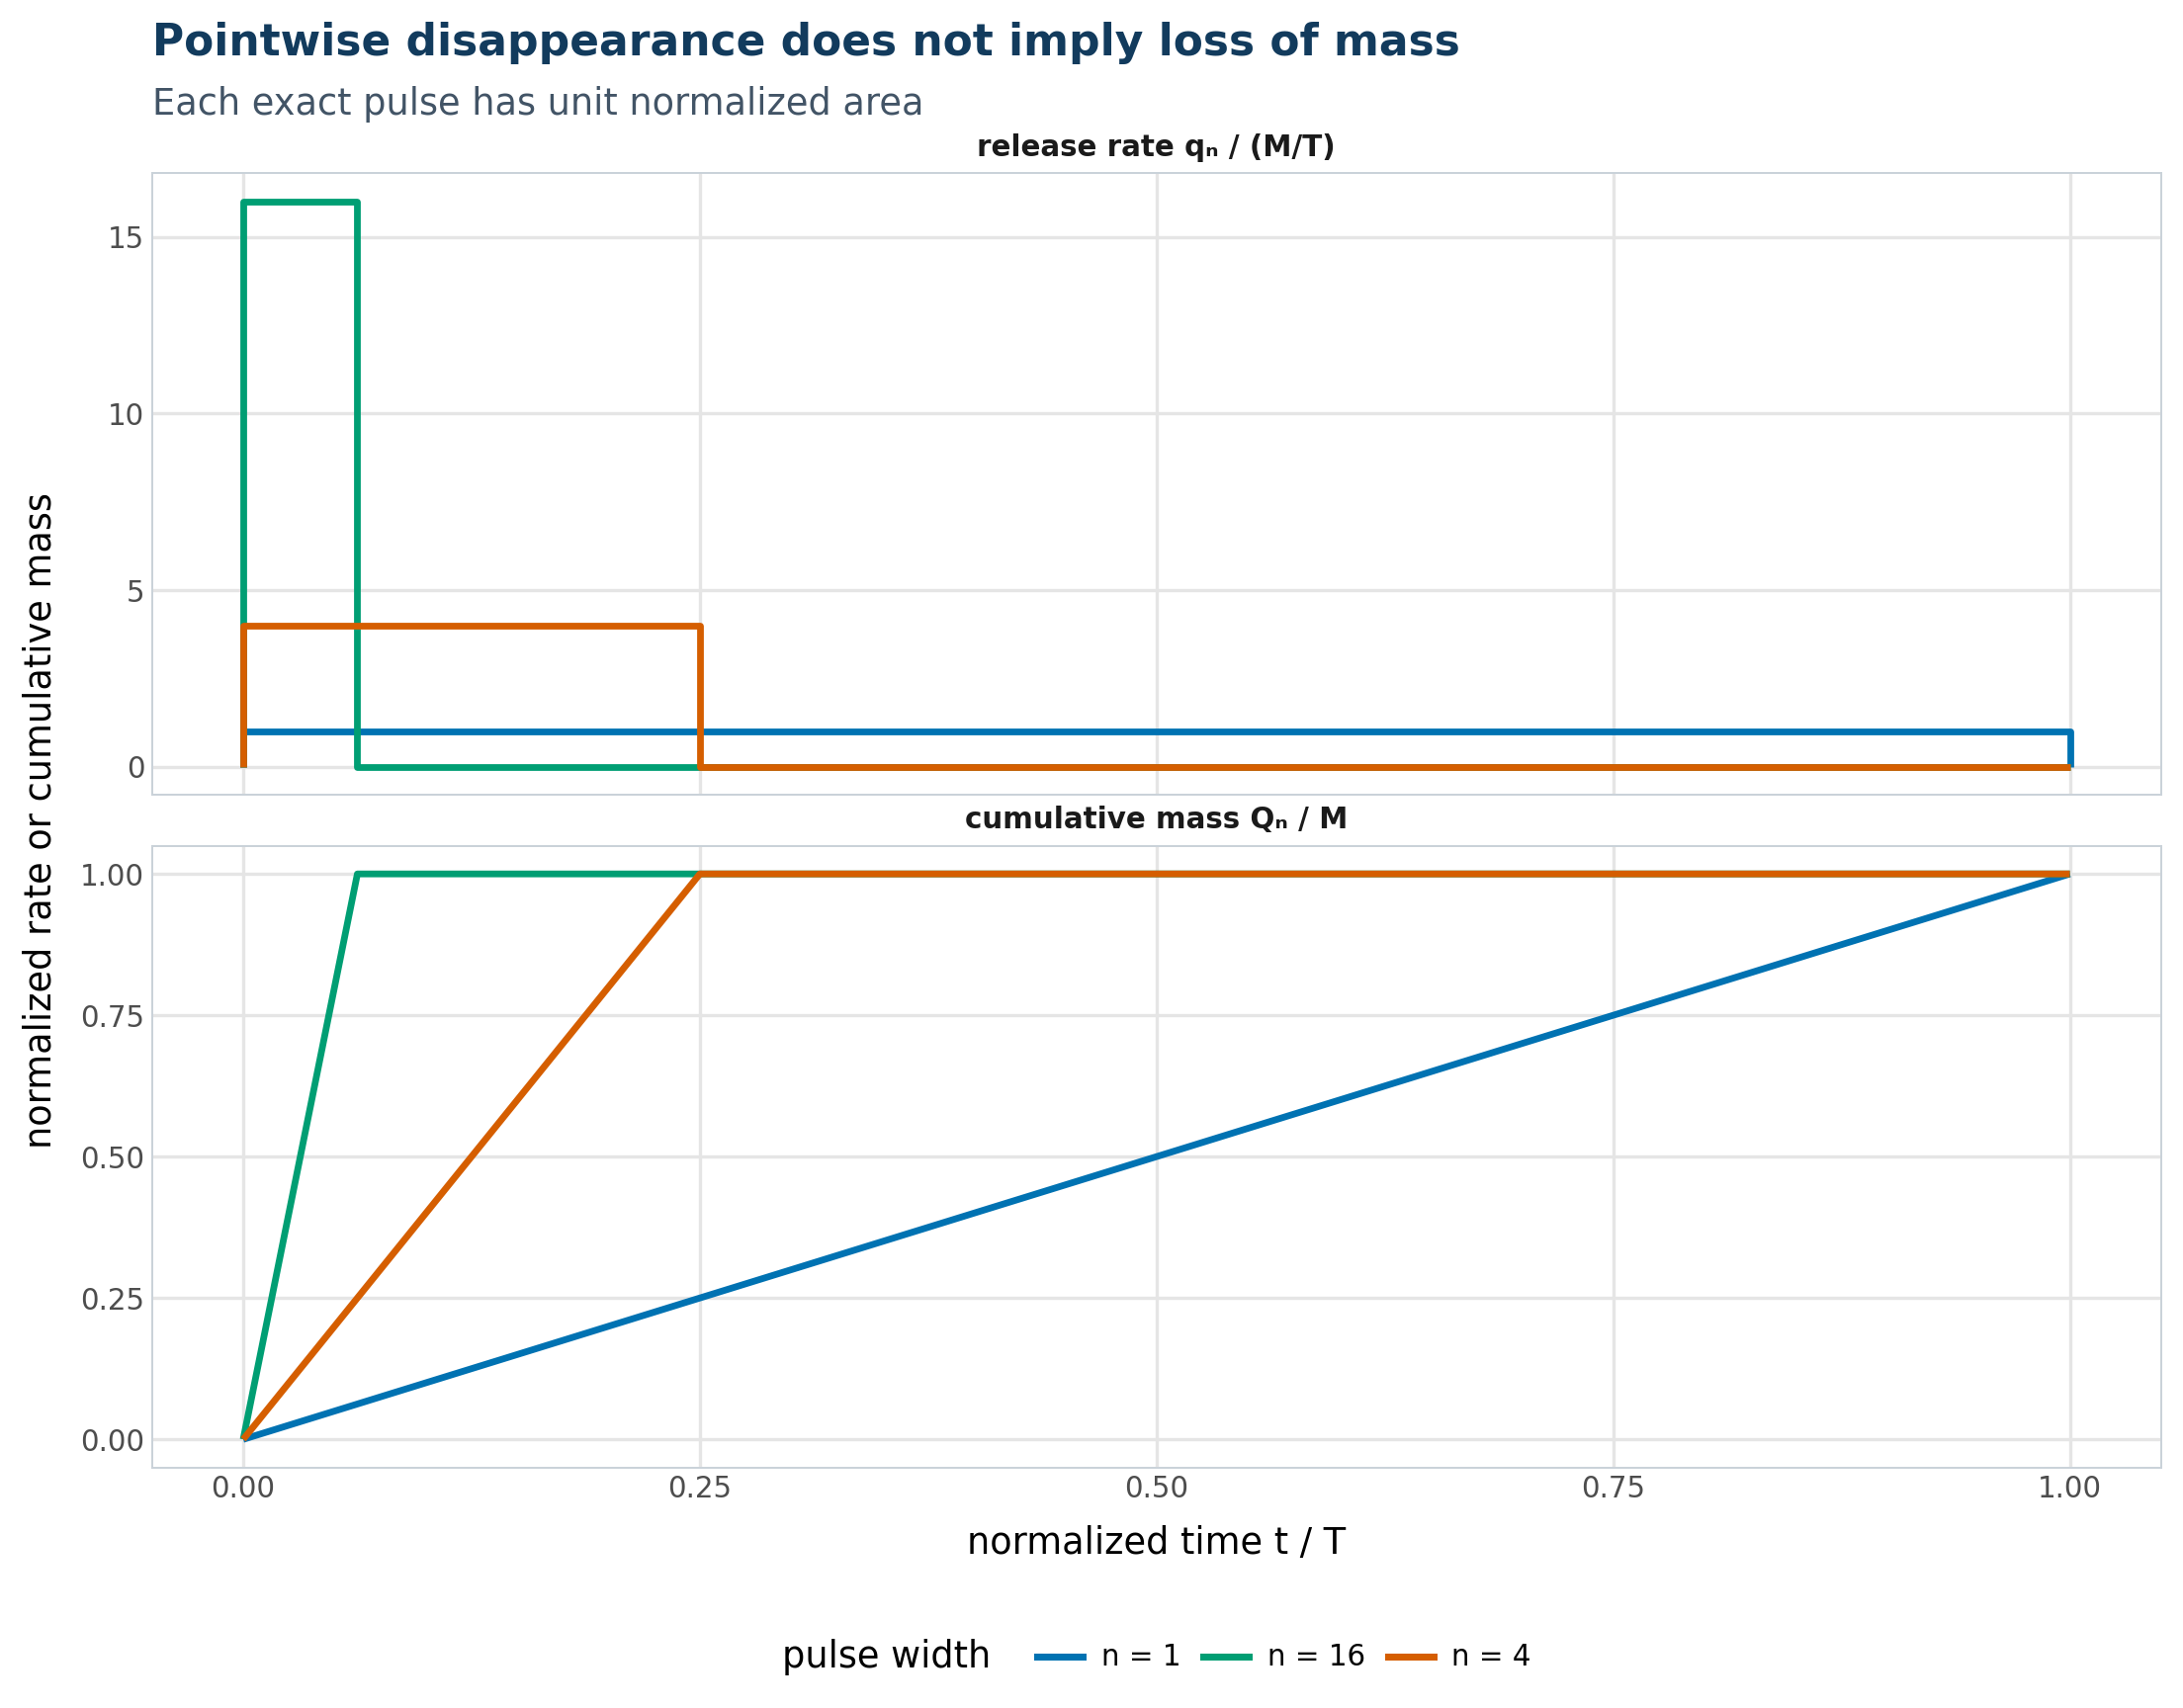 Pointwise disappearance does not imply loss of mass
Each exact pulse has unit normalized area
release rate qₙ / (M/T)
15
10
5
0
normalized rate or cumulative mass
cumulative mass Qₙ / M
1.00
0.75
0.50
0.25
0.00
0.00 0.25 0.50 0.75 1.00
normalized time t / T
pulse width n = 1 n = 16 n = 4